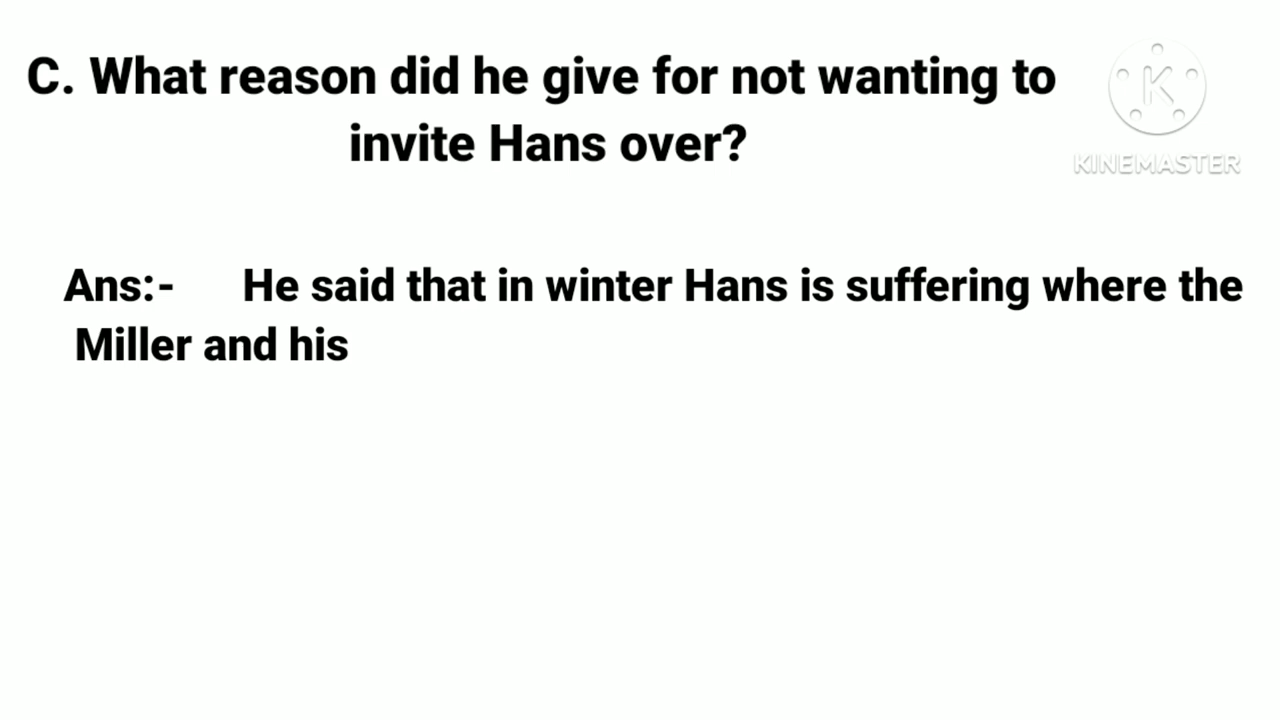 C. What reason did he give for not wanting to
invite Hans over?
KINEMASTER
Ans:- He said that in winter Hans is suffering where the
Miller and his